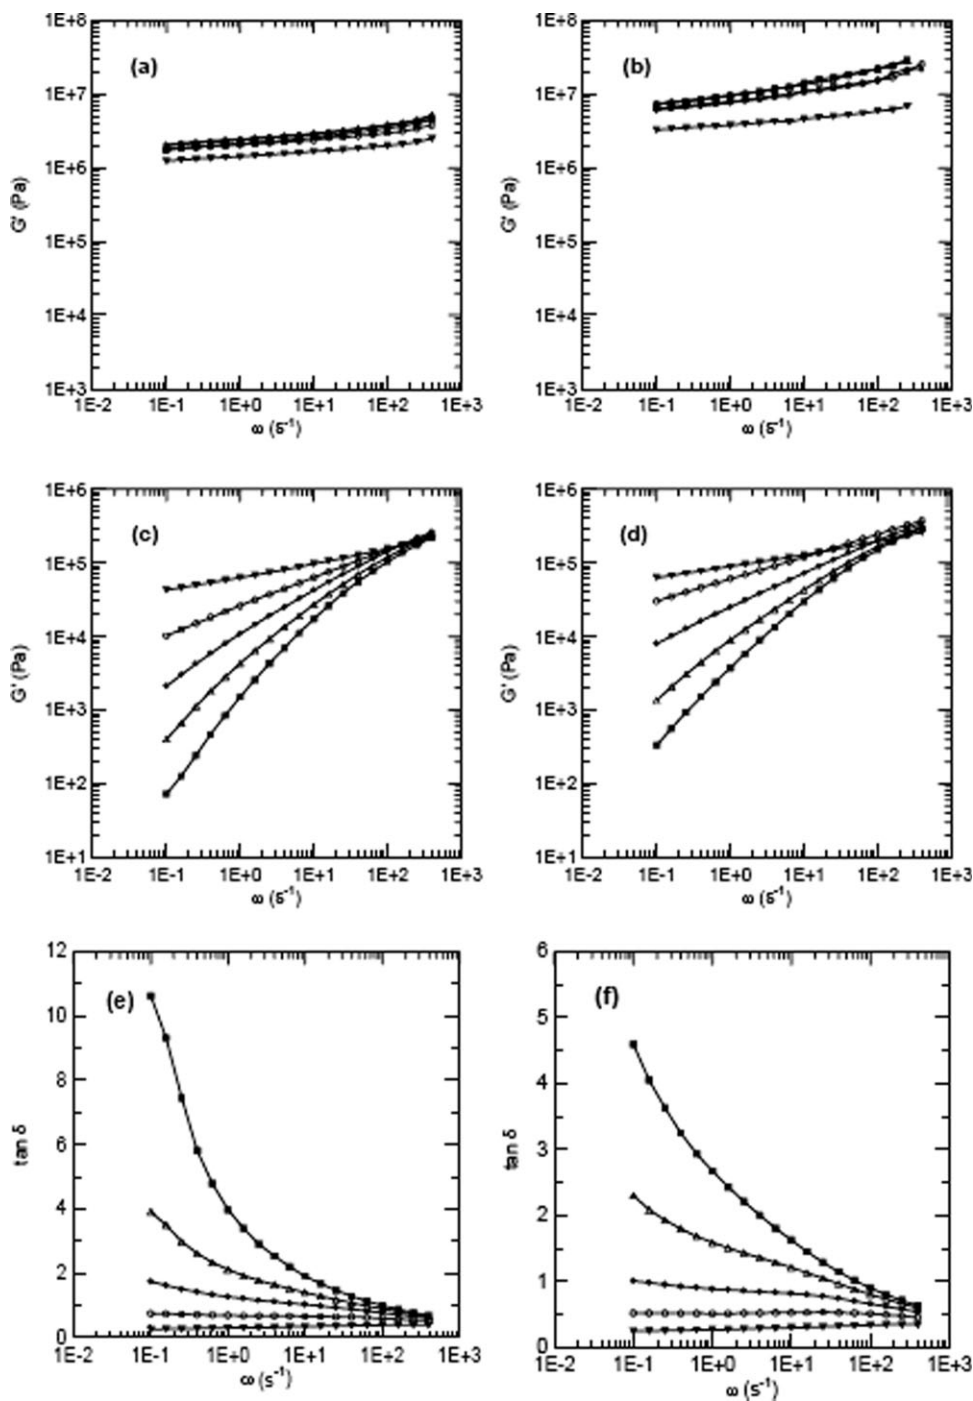 1E+8 1E+8
(a) (b)
1E+7 1E+7
1E+6 1E+6
G' (Pa) G' (Pa)
1E+5 1E+5
1E+4 1E+4
1E+3 1E+3
1E-2 1E-1 1E+0 1E+1 1E+2 1E+3 1E-2 1E-1 1E+0 1E+1 1E+2 1E+3
ω (s⁻¹) ω (s⁻¹)
1E+6 1E+6
(c) (d)
1E+5 1E+5
1E+4 1E+4
G' (Pa) G' (Pa)
1E+3 1E+3
1E+2 1E+2
1E+1 1E+1
1E-2 1E-1 1E+0 1E+1 1E+2 1E+3 1E-2 1E-1 1E+0 1E+1 1E+2 1E+3
ω (s⁻¹) ω (s⁻¹)
12 6
(e) (f)
10 5
8 4
tan δ tan δ
6 3
4 2
2 1
0 0
1E-2 1E-1 1E+0 1E+1 1E+2 1E+3 1E-2 1E-1 1E+0 1E+1 1E+2 1E+3
ω (s⁻¹) ω (s⁻¹)